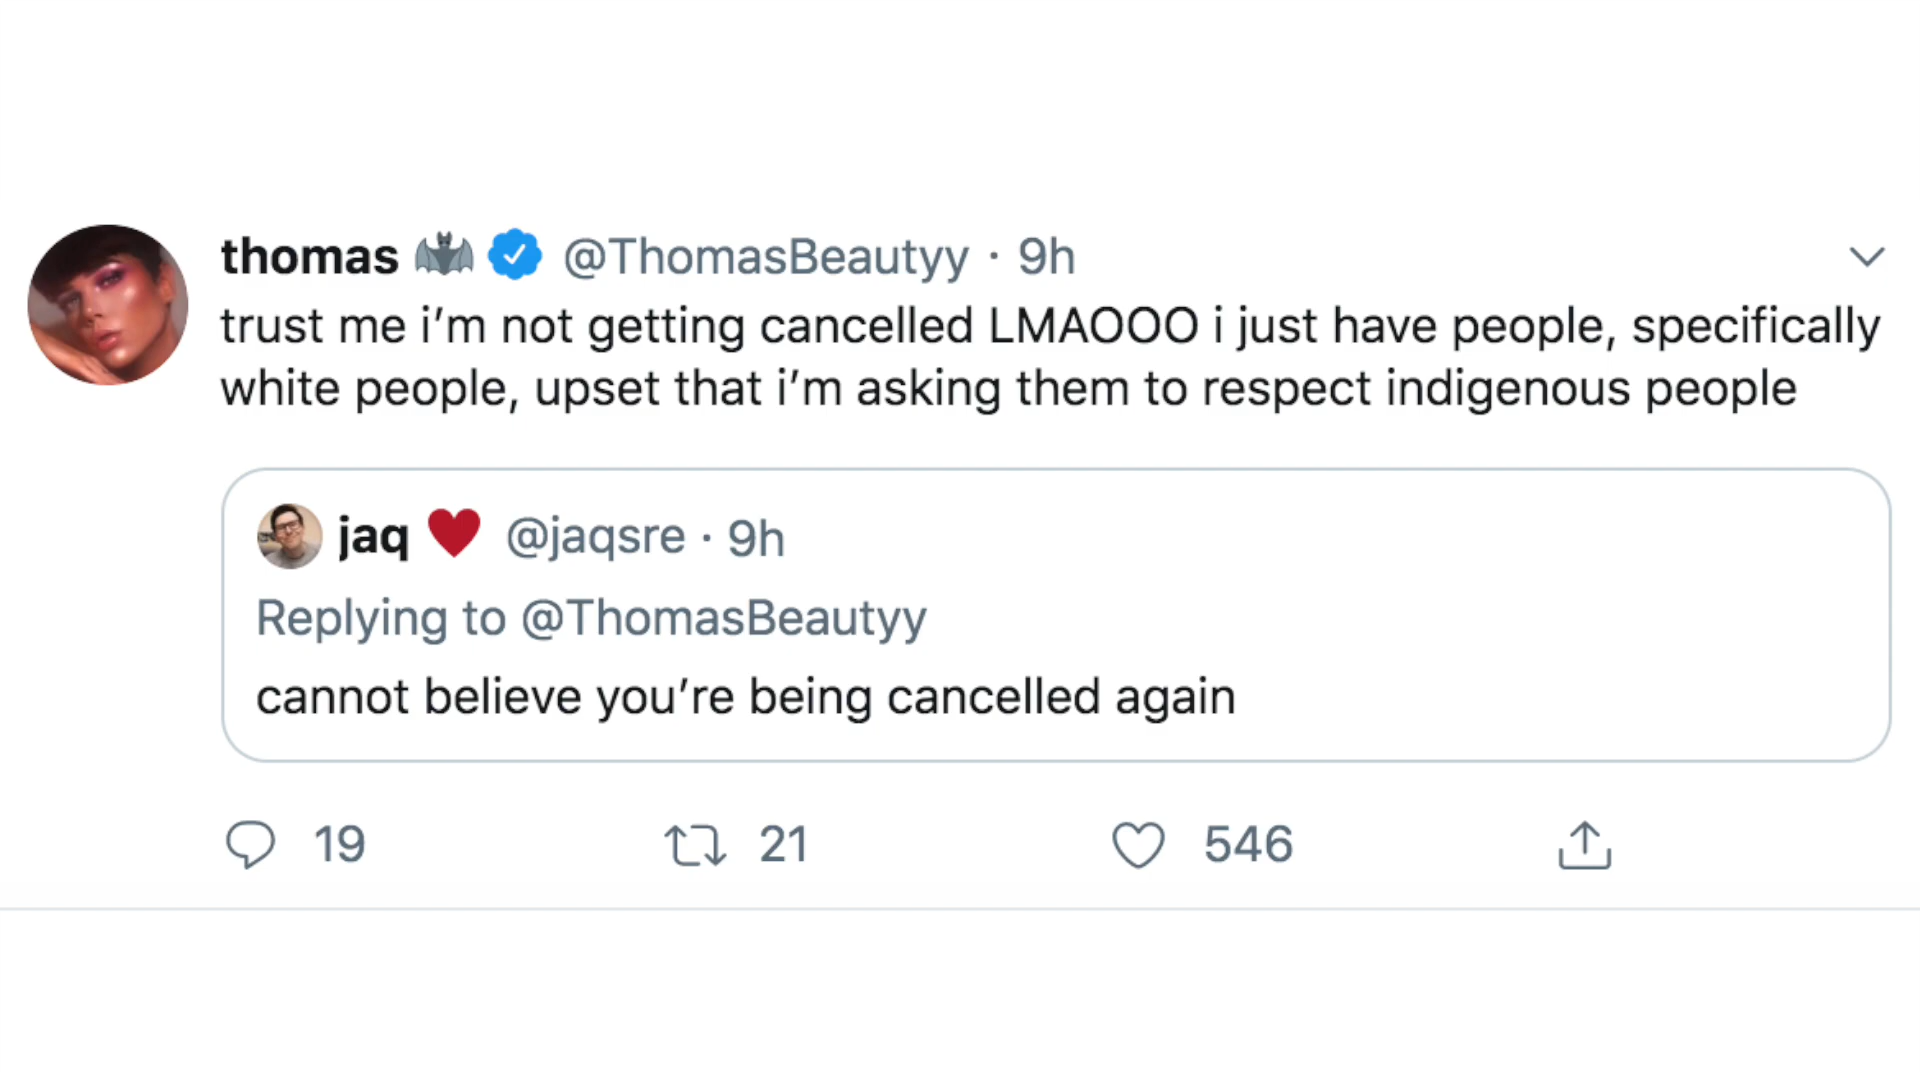 thomas 🦇 @ThomasBeautyy · 9h
trust me i’m not getting cancelled LMAOOO i just have people, specifically
white people, upset that i’m asking them to respect indigenous people
jaq ❤️ @jaqsre · 9h
Replying to @ThomasBeautyy
cannot believe you’re being cancelled again
19 21 546